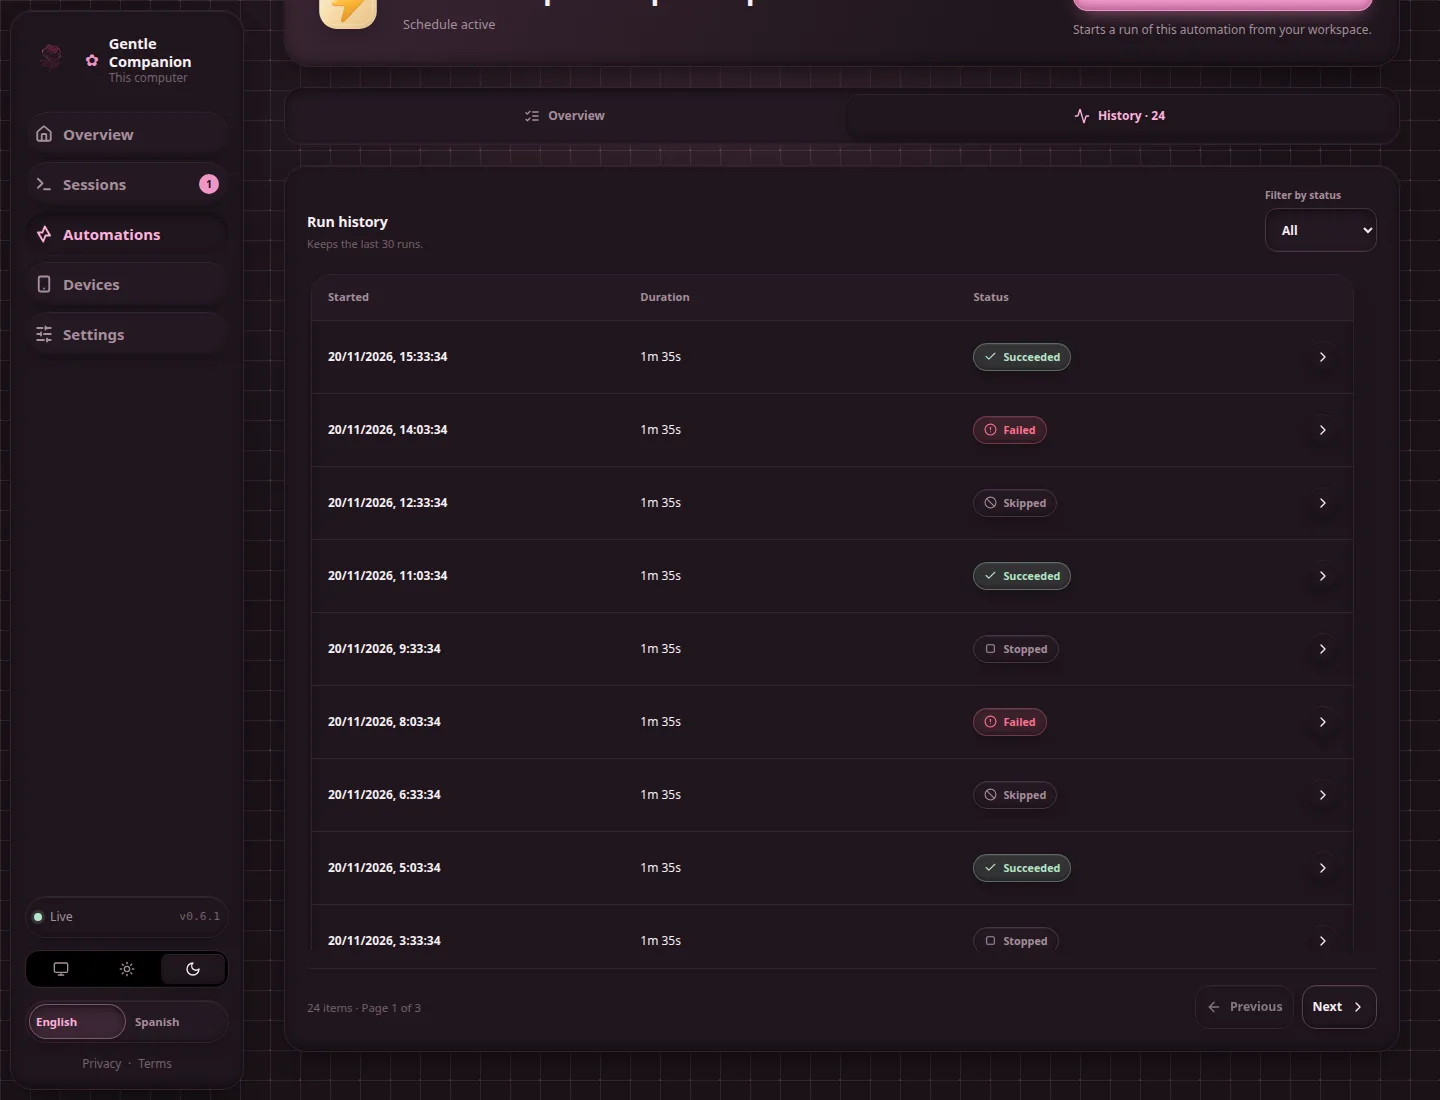 Gentle
Companion
This computer
Overview
Sessions 1
Automations
Devices
Settings
Live v0.6.1
English Spanish
Privacy · Terms
Schedule active
Starts a run of this automation from your workspace.
Overview History · 24
Run history
Keeps the last 30 runs.
Filter by status
All
Started Duration Status
20/11/2026, 15:33:34 1m 35s Succeeded
20/11/2026, 14:03:34 1m 35s Failed
20/11/2026, 12:33:34 1m 35s Skipped
20/11/2026, 11:03:34 1m 35s Succeeded
20/11/2026, 9:33:34 1m 35s Stopped
20/11/2026, 8:03:34 1m 35s Failed
20/11/2026, 6:33:34 1m 35s Skipped
20/11/2026, 5:03:34 1m 35s Succeeded
20/11/2026, 3:33:34 1m 35s Stopped
24 items · Page 1 of 3
Previous Next